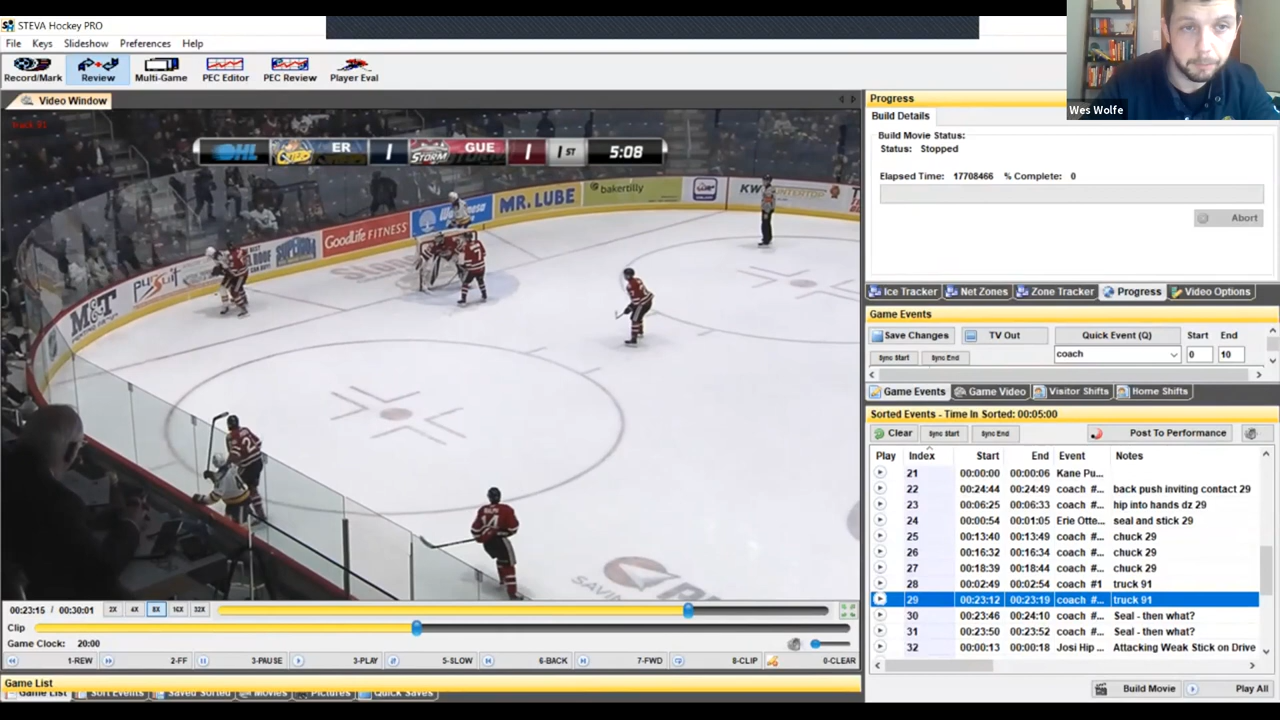 STEVA Hockey PRO
File Keys Slideshow Preferences Help
Record/Mark Review Multi-Game PEC Editor PEC Review Player Eval
Wes Wolfe
Video Window
truck 91
OHL ER 1 STORM GUE 1 1ST 5:08
MR. LUBE
bakertilly
GoodLife FITNESS
pursuit
M&T
14
00:23:15 / 00:30:01 2X 4X 8X 16X 32X
Clip
Game Clock: 20:00
1-REW 2-FF 3-PAUSE 3-PLAY 5-SLOW 6-BACK 7-FWD 8-CLIP 0-CLEAR
Game List
Game List Sort Events Saved Sorted Movies Pictures Quick Saves
Progress
Build Details
Build Movie Status:
Status: Stopped
Elapsed Time: 17708466 % Complete: 0
Abort
Ice Tracker Net Zones Zone Tracker Progress Video Options
Game Events
Save Changes TV Out Quick Event (Q) Start End
Sync Start Sync End coach 0 10
Game Events Game Video Visitor Shifts Home Shifts
Sorted Events - Time In Sorted: 00:05:00
Clear Sync Start Sync End Post To Performance
Play Index Start End Event Notes
21 00:00:00 00:00:06 Kane Pu...
22 00:24:44 00:24:49 coach #... back push inviting contact 29
23 00:06:25 00:06:33 coach #... hip into hands dz 29
24 00:00:54 00:01:05 Erie Otte... seal and stick 29
25 00:13:40 00:13:49 coach #... chuck 29
26 00:16:32 00:16:34 coach #... chuck 29
27 00:18:39 00:18:44 coach #... chuck 29
28 00:02:49 00:02:54 coach #1 truck 91
29 00:23:12 00:23:19 coach #... truck 91
30 00:23:46 00:24:10 coach #... Seal - then what?
31 00:23:50 00:23:52 coach #... Seal - then what?
32 00:00:13 00:00:18 Josi Hip ... Attacking Weak Stick on Drive
Build Movie Play All